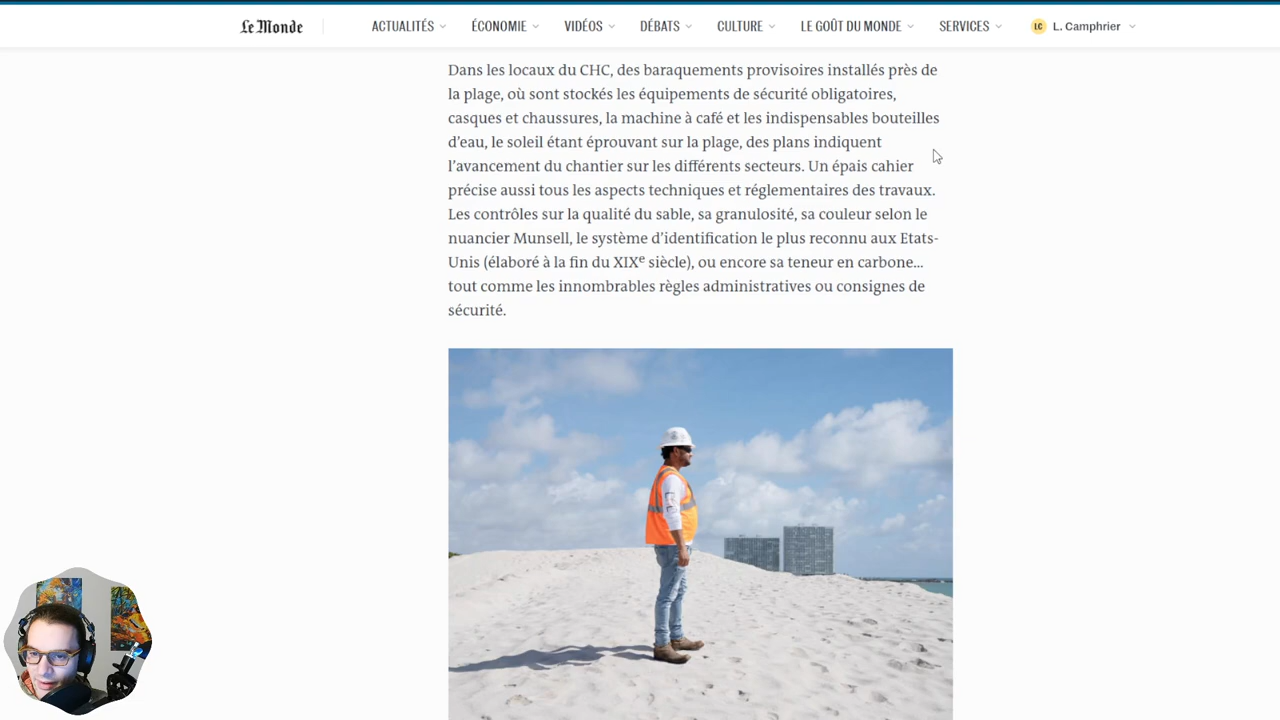 Le Monde
ACTUALITÉS
ÉCONOMIE
VIDÉOS
DÉBATS
CULTURE
LE GOÛT DU MONDE
SERVICES
LC
L. Camphrier
Dans les locaux du CHC, des baraquements provisoires installés près de
la plage, où sont stockés les équipements de sécurité obligatoires,
casques et chaussures, la machine à café et les indispensables bouteilles
d’eau, le soleil étant éprouvant sur la plage, des plans indiquent
l’avancement du chantier sur les différents secteurs. Un épais cahier
précise aussi tous les aspects techniques et réglementaires des travaux.
Les contrôles sur la qualité du sable, sa granulosité, sa couleur selon le
nuancier Munsell, le système d’identification le plus reconnu aux Etats-
Unis (élaboré à la fin du XIXe siècle), ou encore sa teneur en carbone…
tout comme les innombrables règles administratives ou consignes de
sécurité.